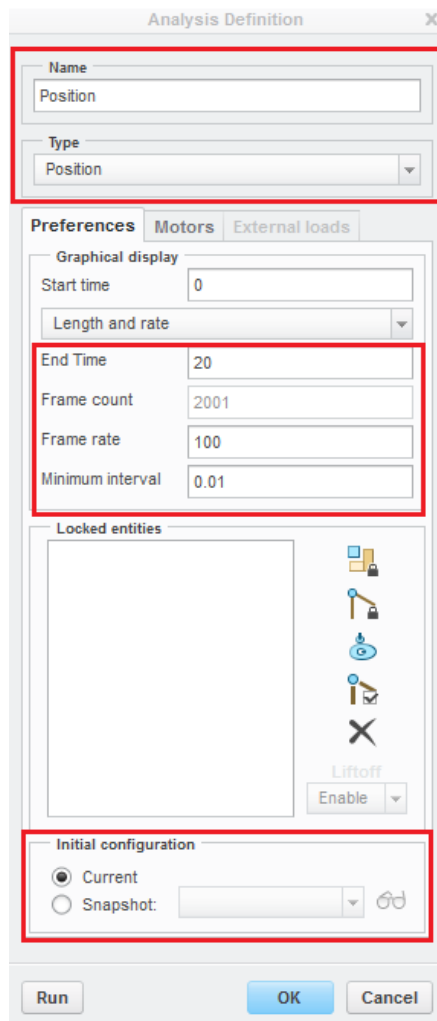 Analysis Definition
Name
Position
Type
Position
Preferences Motors External loads
Graphical display
Start time 0
Length and rate
End Time 20
Frame count 2001
Frame rate 100
Minimum interval 0.01
Locked entities
Liftoff
Enable
Initial configuration
Current
Snapshot:
Run OK Cancel